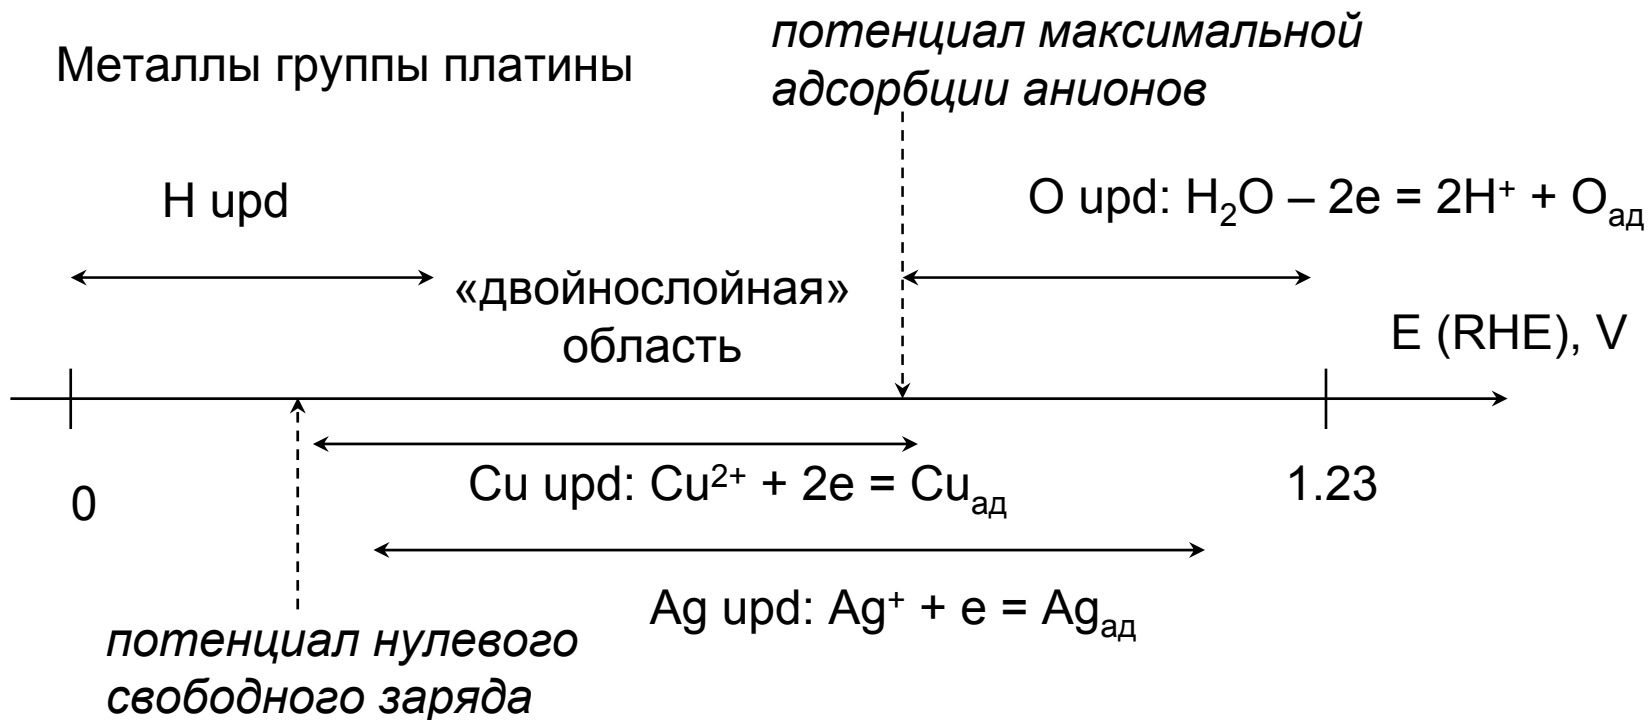 Металлы группы платины
потенциал максимальной
адсорбции анионов
H upd
O upd: H₂O – 2e = 2H⁺ + Oад
«двойнослойная»
область
E (RHE), V
0
Cu upd: Cu²⁺ + 2e = Cuад
1.23
Ag upd: Ag⁺ + e = Agад
потенциал нулевого
свободного заряда